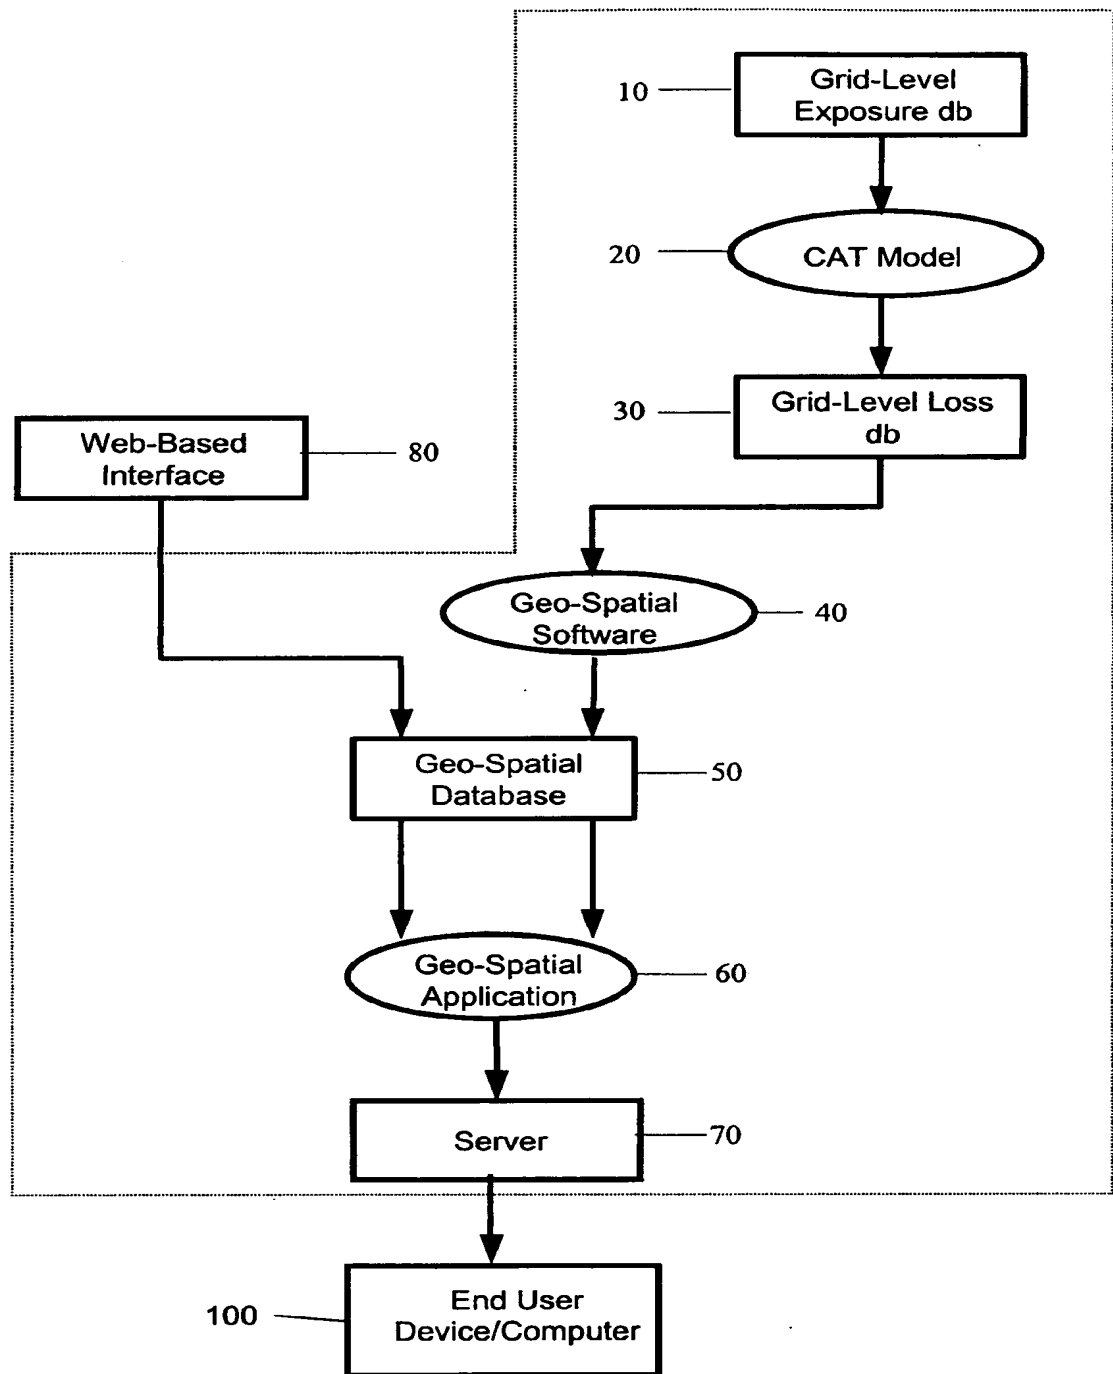 10
Grid-Level
Exposure db
20
CAT Model
30
Grid-Level Loss
db
Web-Based
Interface
80
Geo-Spatial
Software
40
Geo-Spatial
Database
50
Geo-Spatial
Application
60
Server
70
100
End User
Device/Computer